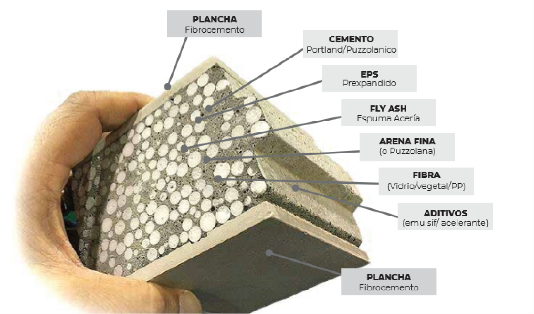 PLANCHA
Fibrocemento
CEMENTO
Portland/Puzzolanico
EPS
Prexpandido
FLY ASH
Espuma Acería
ARENA FINA
(o Puzzolana)
FIBRA
(Vidrio/vegetal/PP)
ADITIVOS
(emu sif/ acelerante)
PLANCHA
Fibrocemento